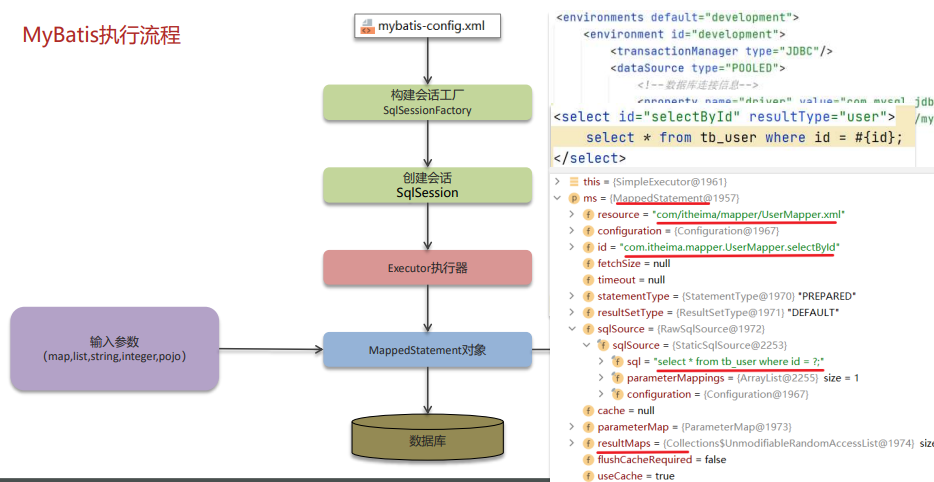 MyBatis执行流程
mybatis-config.xml
构建会话工厂
SqlSessionFactory
创建会话
SqlSession
Executor执行器
输入参数
(map,list,string,integer,pojo)
MappedStatement对象
数据库
<environments default="development">
<environment id="development">
<transactionManager type="JDBC"/>
<dataSource type="POOLED">
<!--数据库连接信息-->
<property name="driver" value="com.mysql.jdb
/my
<select id="selectById" resultType="user">
select * from tb_user where id = #{id};
</select>
this = {SimpleExecutor@1961}
ms = {MappedStatement@1957}
resource = "com/itheima/mapper/UserMapper.xml"
configuration = {Configuration@1967}
id = "com.itheima.mapper.UserMapper.selectById"
fetchSize = null
timeout = null
statementType = {StatementType@1970} "PREPARED"
resultSetType = {ResultSetType@1971} "DEFAULT"
sqlSource = {RawSqlSource@1972}
sqlSource = {StaticSqlSource@2253}
sql = "select * from tb_user where id = ?;"
parameterMappings = {ArrayList@2255} size = 1
configuration = {Configuration@1967}
cache = null
parameterMap = {ParameterMap@1973}
resultMaps = {Collections$UnmodifiableRandomAccessList@1974} size
flushCacheRequired = false
useCache = true